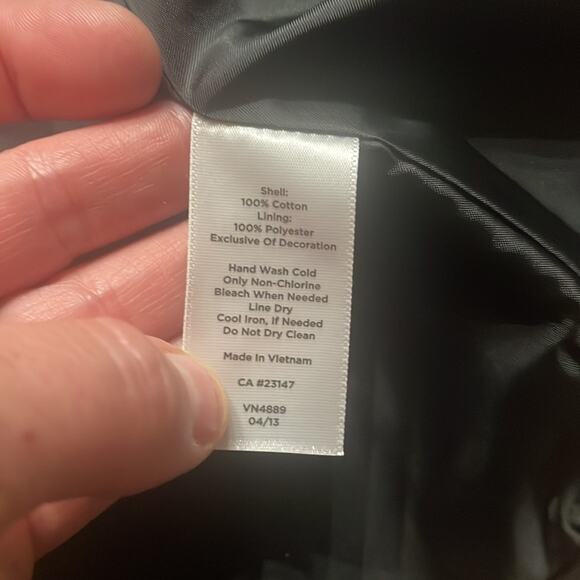 Shell:
100% Cotton
Lining:
100% Polyester
Exclusive Of Decoration
Hand Wash Cold
Only Non-Chlorine
Bleach When Needed
Line Dry
Cool Iron, If Needed
Do Not Dry Clean
Made In Vietnam
CA #23147
VN4889
04/13